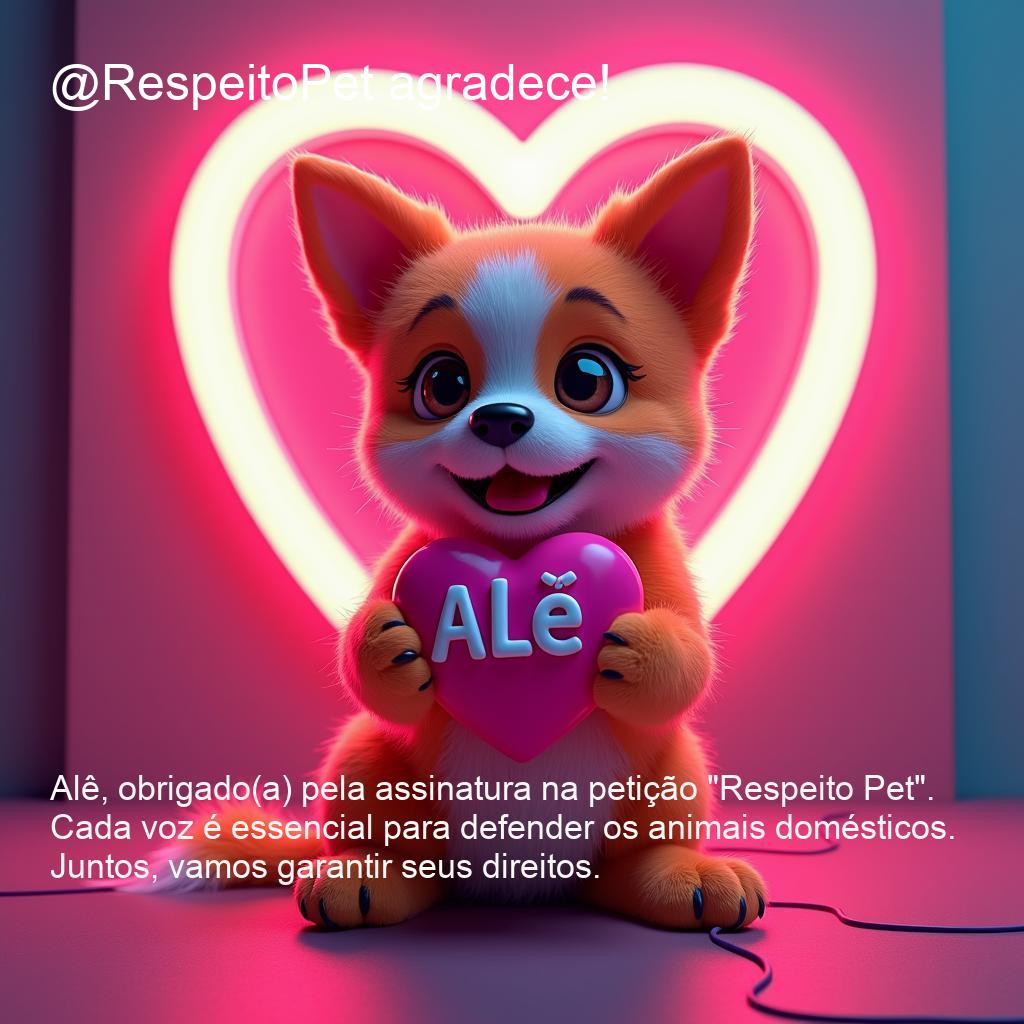 @RespeitoPet agradece!
ALê
Alê, obrigado(a) pela assinatura na petição "Respeito Pet".
Cada voz é essencial para defender os animais domésticos.
Juntos, vamos garantir seus direitos.